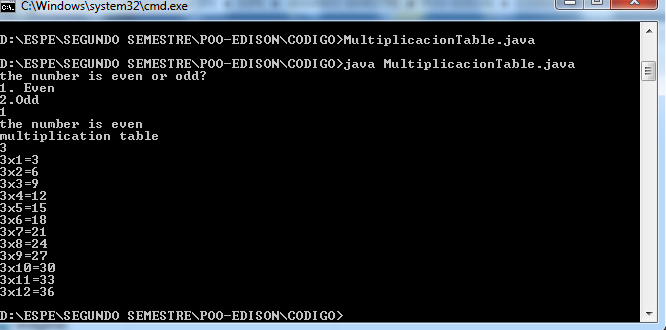 C:\Windows\system32\cmd.exe
D:\ESPE\SEGUNDO SEMESTRE\POO-EDISON\CODIGO>MultiplicacionTable.java
D:\ESPE\SEGUNDO SEMESTRE\POO-EDISON\CODIGO>java MultiplicacionTable.java
the number is even or odd?
1. Even
2.Odd
1
the number is even
multiplication table
3
3x1=3
3x2=6
3x3=9
3x4=12
3x5=15
3x6=18
3x7=21
3x8=24
3x9=27
3x10=30
3x11=33
3x12=36
D:\ESPE\SEGUNDO SEMESTRE\POO-EDISON\CODIGO>